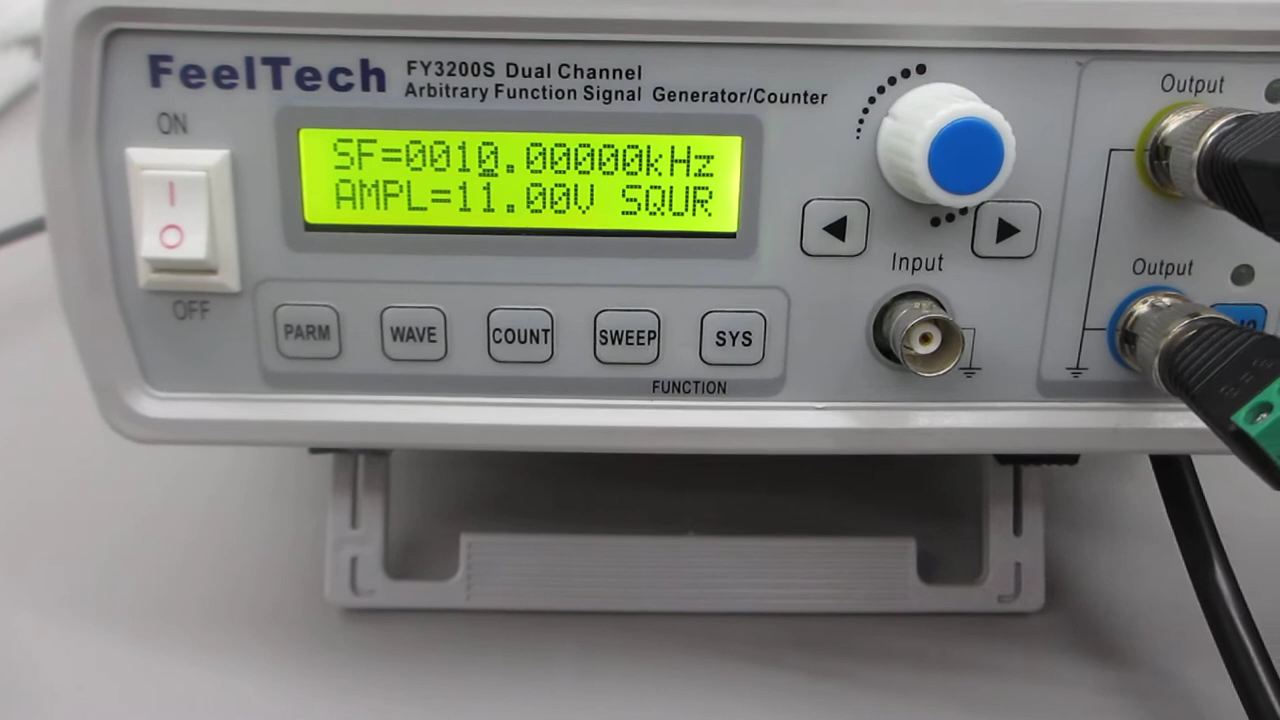 FeelTech
FY3200S Dual Channel
Arbitrary Function Signal Generator/Counter
ON
I
O
OFF
SF=0010.00000kHz
AMPL=11.00V SQUR
PARM
WAVE
COUNT
SWEEP
SYS
FUNCTION
Input
Output
Output